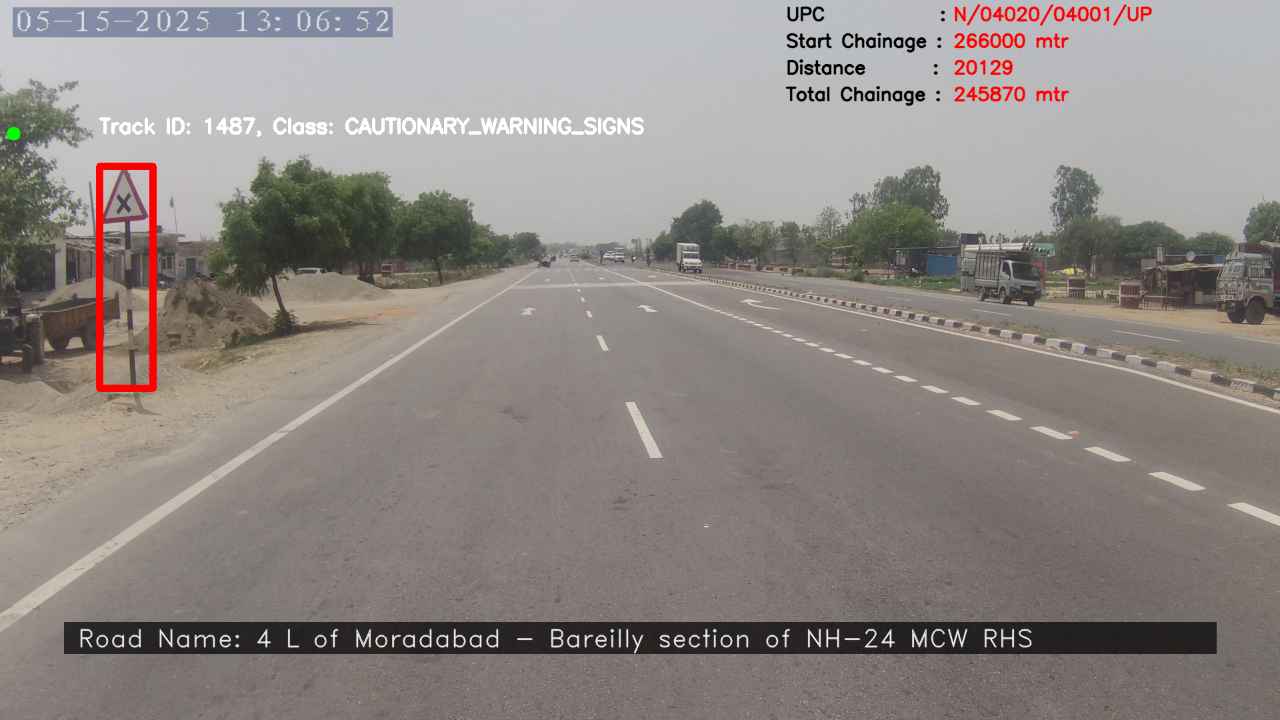 05-15-2025 13:06:52
UPC : N/04020/04001/UP
Start Chainage : 266000 mtr
Distance : 20129
Total Chainage : 245870 mtr
Track ID: 1487, Class: CAUTIONARY_WARNING_SIGNS
Road Name: 4 L of Moradabad - Bareilly section of NH-24 MCW RHS